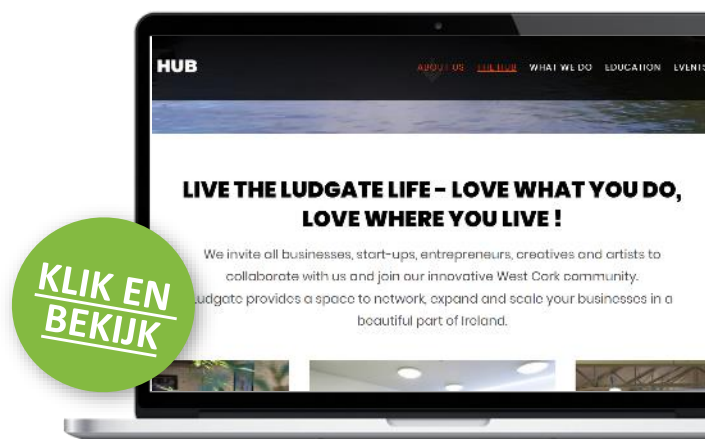 HUB
ABOUT US THE HUB WHAT WE DO EDUCATION EVENTS
LIVE THE LUDGATE LIFE – LOVE WHAT YOU DO,
LOVE WHERE YOU LIVE !
We invite all businesses, start-ups, entrepreneurs, creatives and artists to
collaborate with us and join our innovative West Cork community.
Ludgate provides a space to network, expand and scale your businesses in a
beautiful part of Ireland.
KLIK EN
BEKIJK